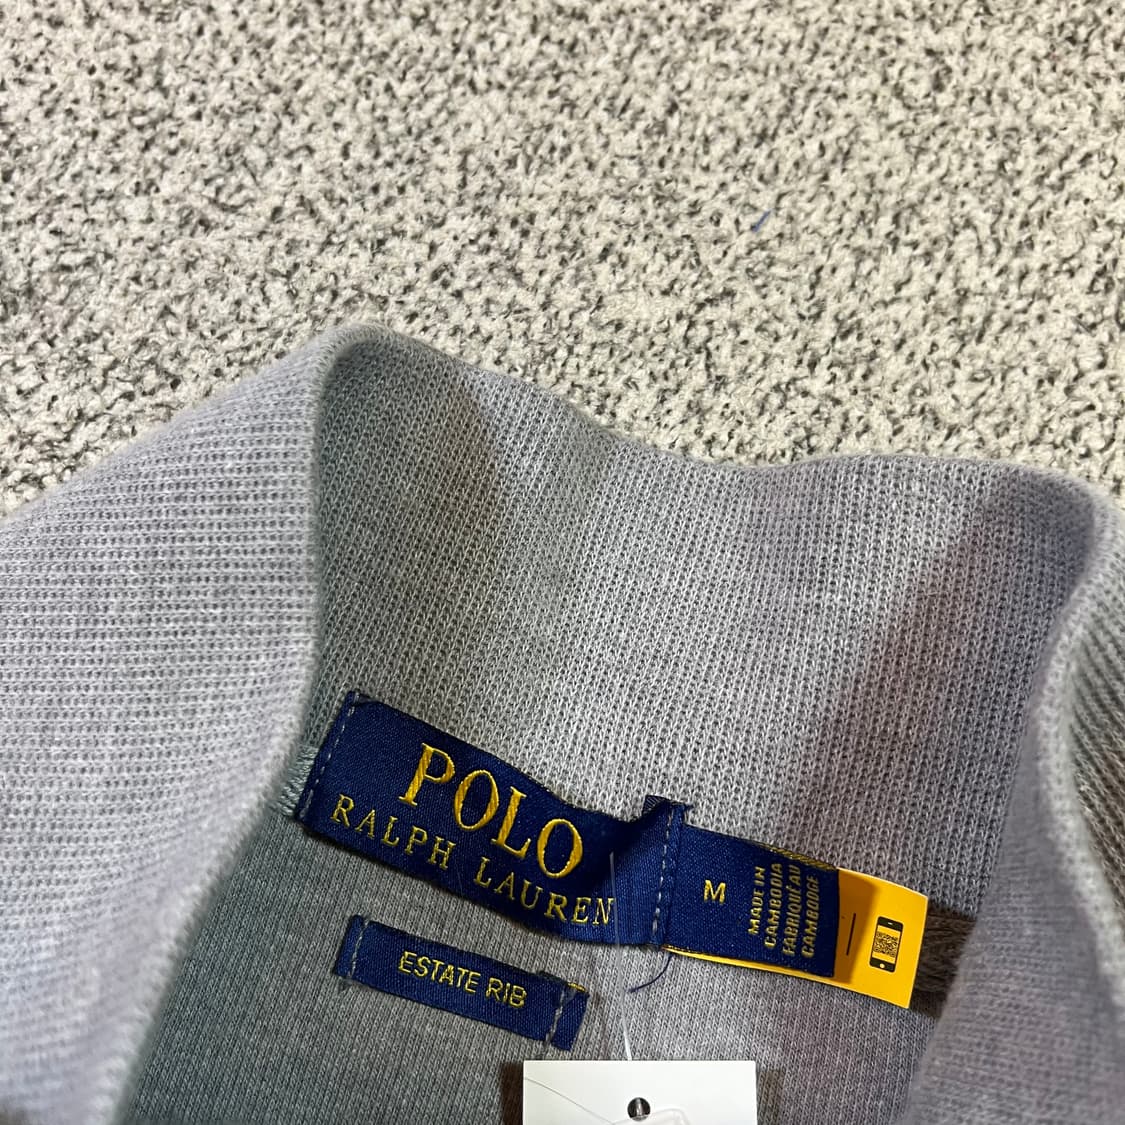 POLO
RALPH LAUREN
M
MADE IN
CAMBODIA
FABRIQUÉ AU
CAMBODGE
ESTATE RIB